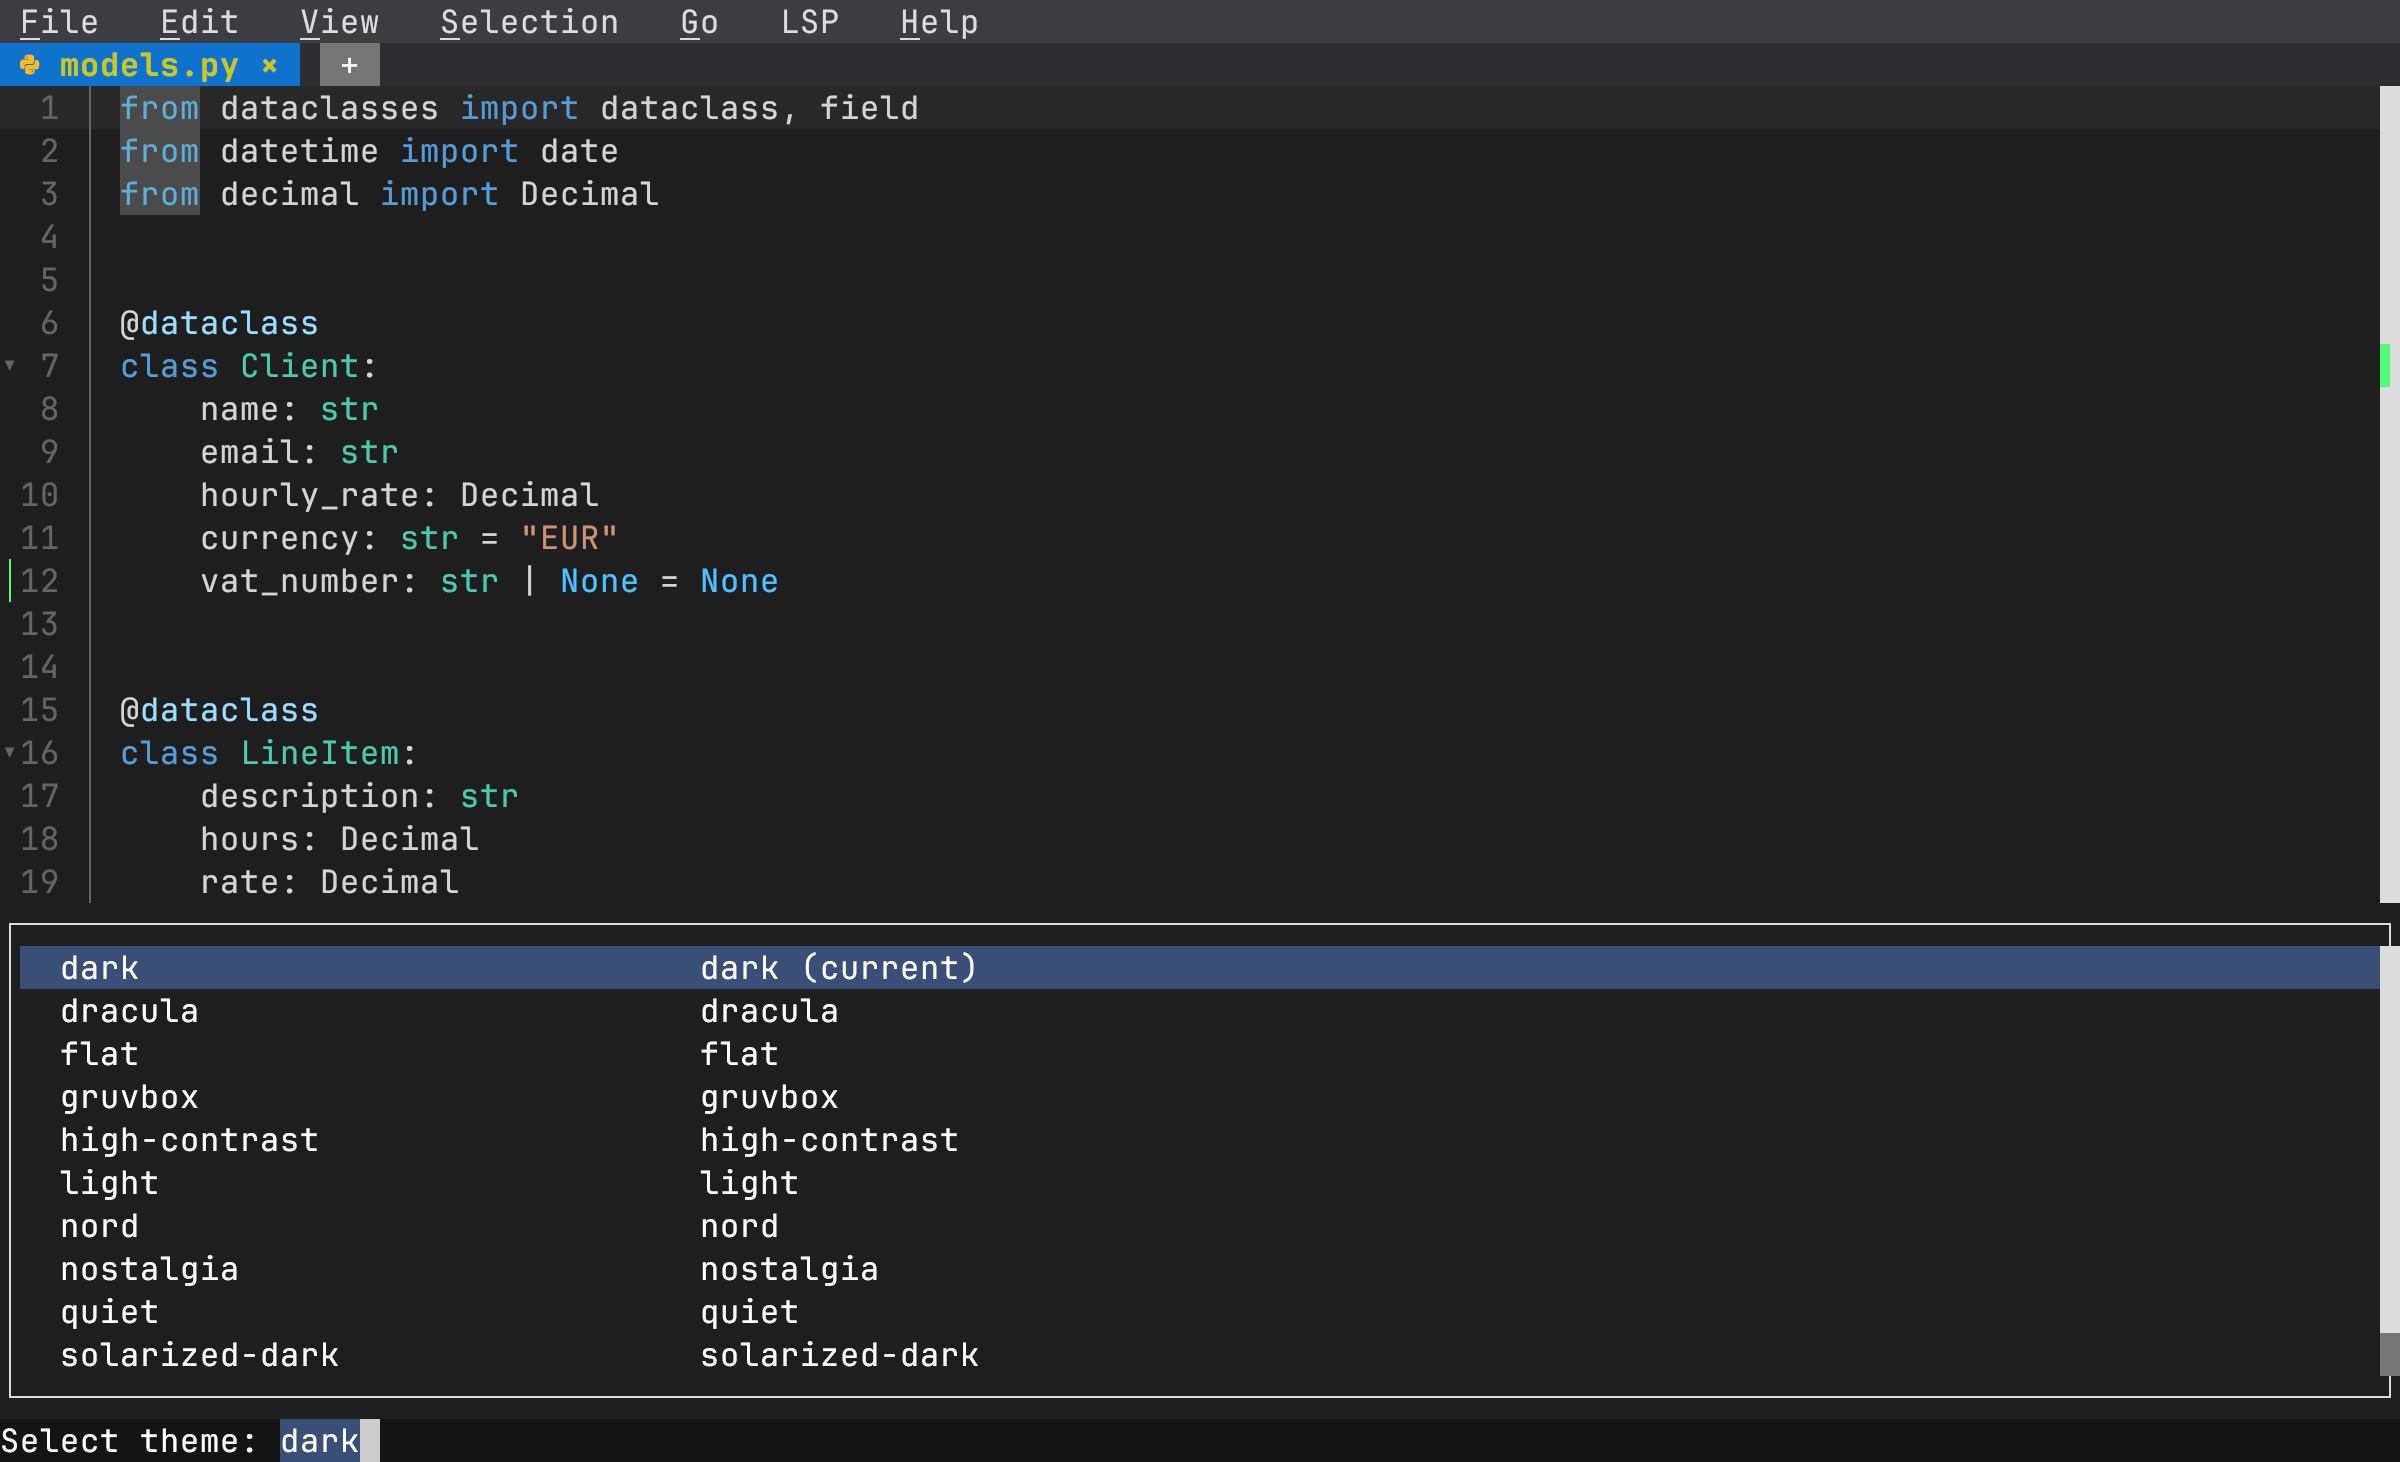 File Edit View Selection Go LSP Help
models.py × +
1 from dataclasses import dataclass, field
2 from datetime import date
3 from decimal import Decimal
4
5
6 @dataclass
▼ 7 class Client:
8     name: str
9     email: str
10     hourly_rate: Decimal
11     currency: str = "EUR"
12     vat_number: str | None = None
13
14
15 @dataclass
▼16 class LineItem:
17     description: str
18     hours: Decimal
19     rate: Decimal
dark dark (current)
dracula dracula
flat flat
gruvbox gruvbox
high-contrast high-contrast
light light
nord nord
nostalgia nostalgia
quiet quiet
solarized-dark solarized-dark
Select theme: dark